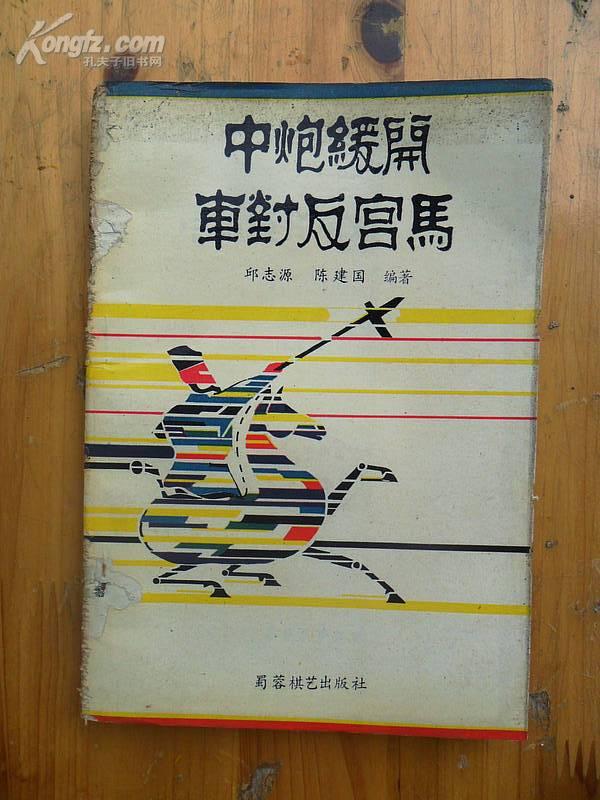 Kongfz.com
孔夫子旧书网
中炮緩開
車對反宫馬
邱志源 陈建国 编著
蜀蓉棋艺出版社